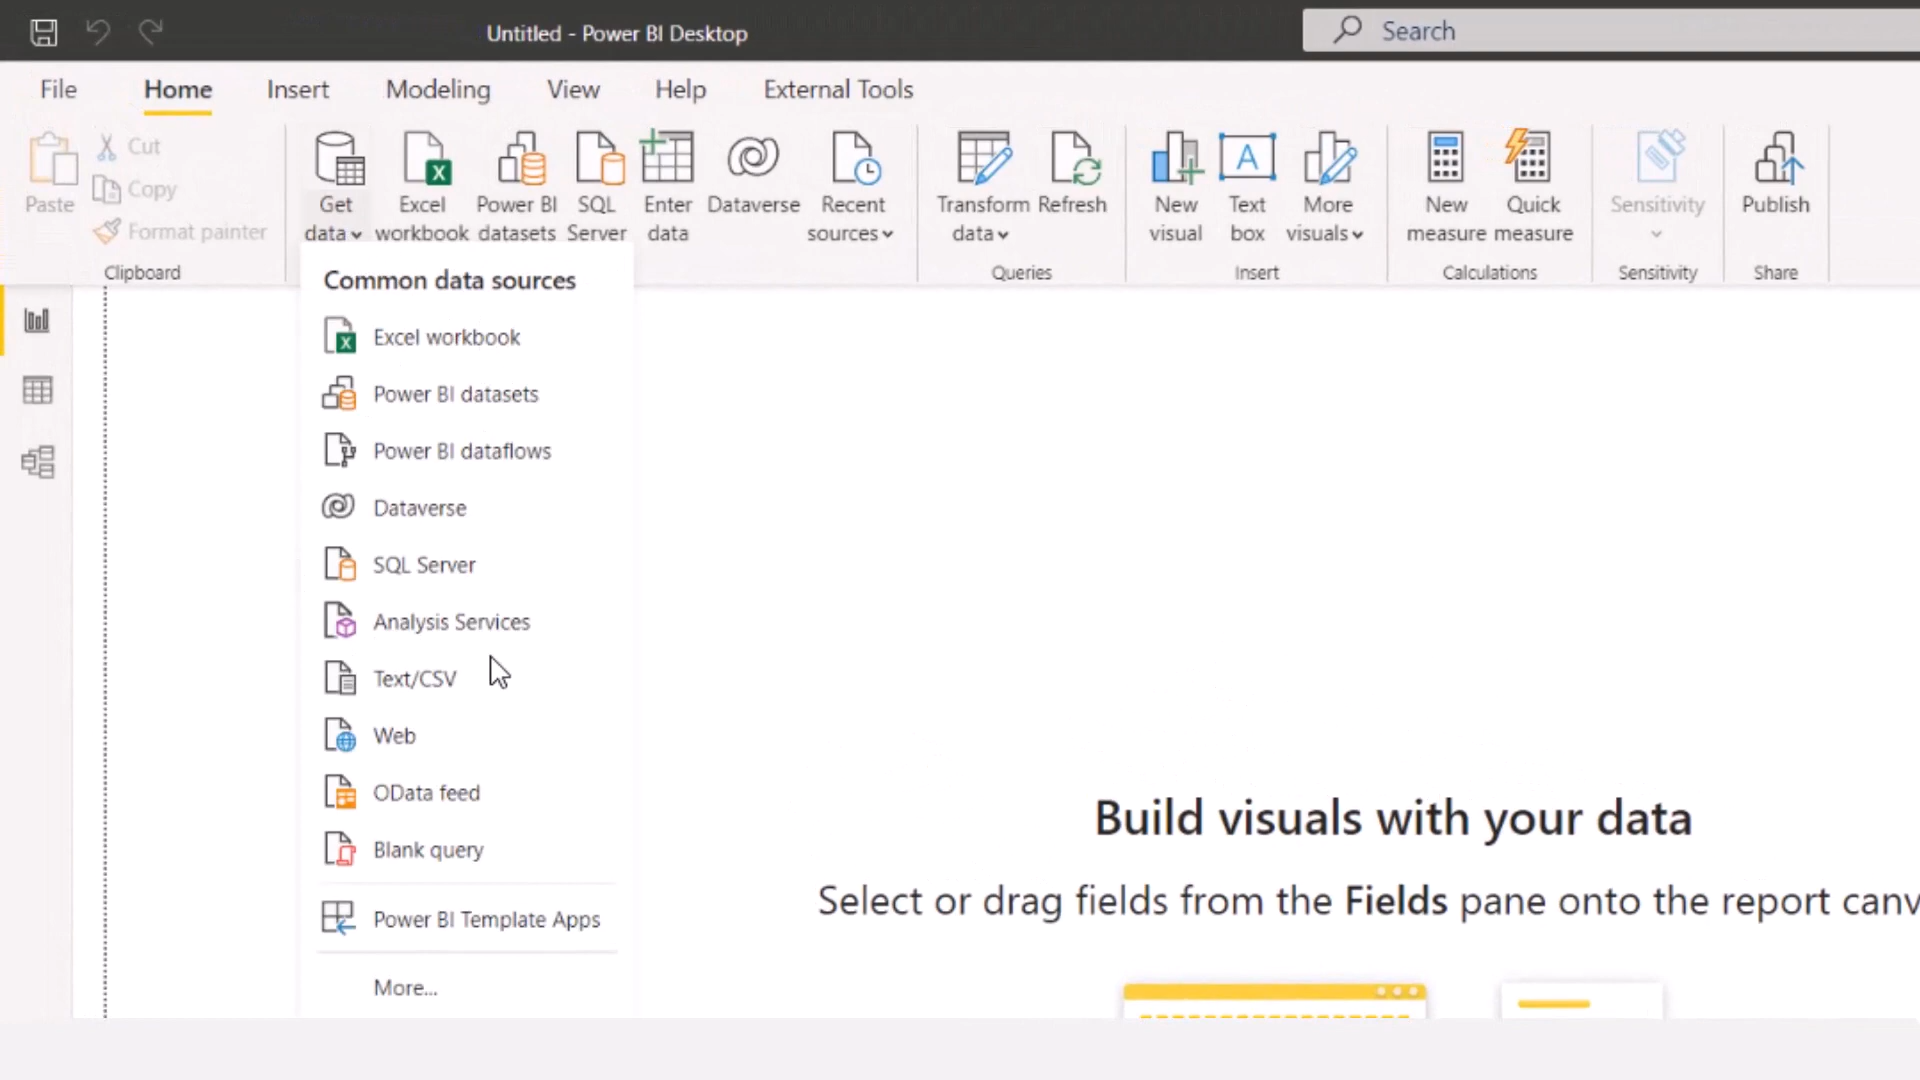 Untitled - Power BI Desktop
Search
File Home Insert Modeling View Help External Tools
Paste
Cut
Copy
Format painter
Clipboard
Get data
Excel workbook
Power BI datasets
SQL Server
Enter data
Dataverse
Recent sources
Transform data
Refresh
Queries
New visual
Text box
More visuals
Insert
New measure
Quick measure
Calculations
Sensitivity
Sensitivity
Publish
Share
Common data sources
Excel workbook
Power BI datasets
Power BI dataflows
Dataverse
SQL Server
Analysis Services
Text/CSV
Web
OData feed
Blank query
Power BI Template Apps
More...
Build visuals with your data
Select or drag fields from the Fields pane onto the report canv